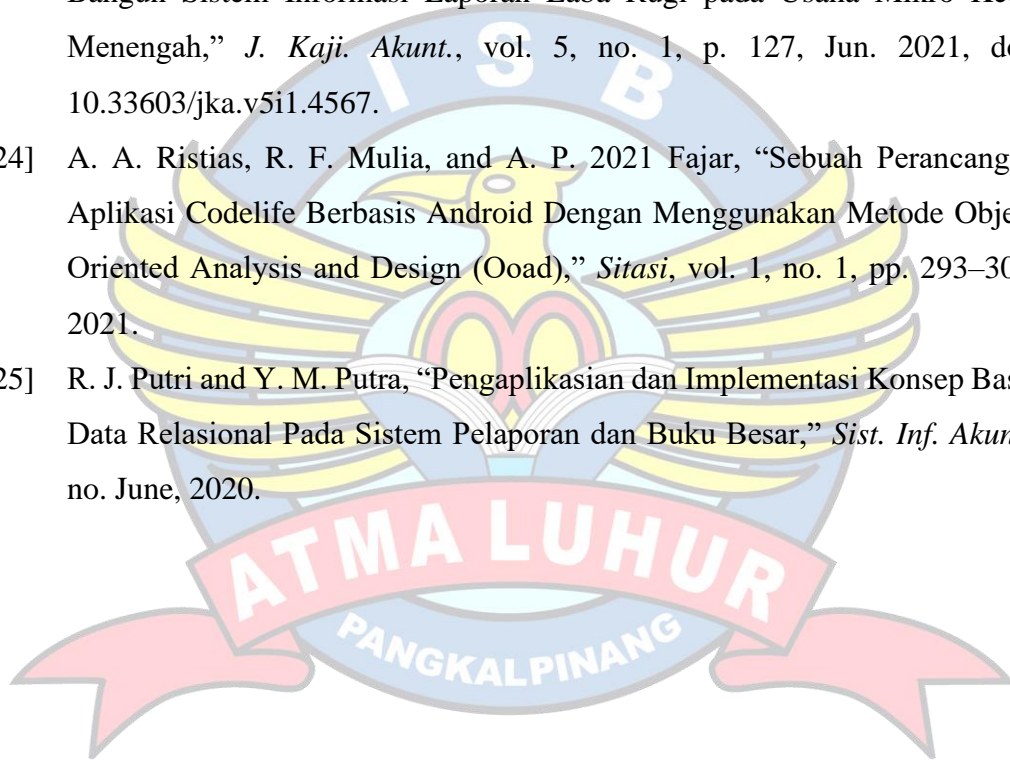 Bangun Sistem Informasi Laporan Laba Rugi pada Usaha Mikro
Menengah,” J. Kaji. Akunt., vol. 5, no. 1, p. 127, Jun. 2021,
10.33603/jka.v5i1.4567.
24] A. A. Ristias, R. F. Mulia, and A. P. 2021 Fajar, “Sebuah Perancang
Aplikasi Codelife Berbasis Android Dengan Menggunakan Metode Obje
Oriented Analysis and Design (Ooad),” Sitasi, vol. 1, no. 1, pp. 293–30
2021.
25] R. J. Putri and Y. M. Putra, “Pengaplikasian dan Implementasi Konsep Bas
Data Relasional Pada Sistem Pelaporan dan Buku Besar,” Sist. Inf. Akun
no. June, 2020.
I S B
ATMA LUHUR
PANGKALPINANG